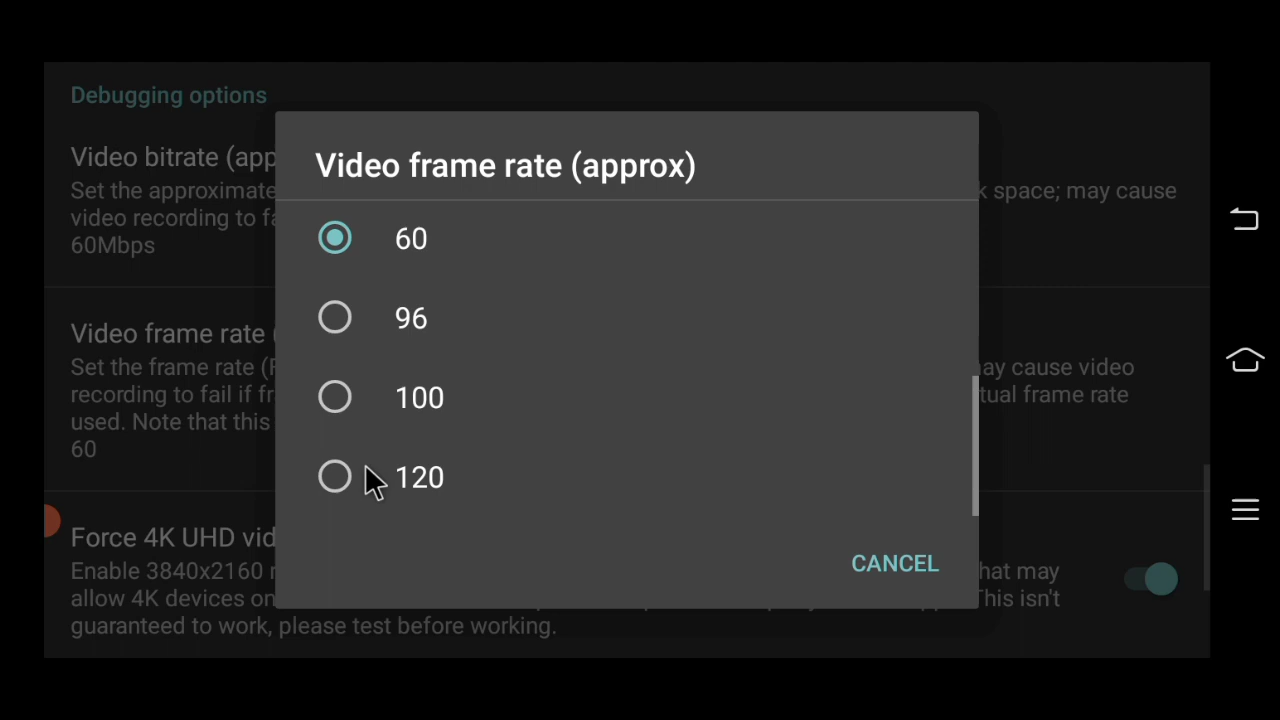 Debugging options
Video frame rate (approx)
Video bitrate (app
Set the approximate k space; may cause
video recording to fa
60Mbps
60
96
100
120
Video frame rate (
Set the frame rate (F ay cause video
recording to fail if fr tual frame rate
used. Note that this
60
CANCEL
Force 4K UHD vid
Enable 3840x2160 r hat may
allow 4K devices on This isn't
guaranteed to work, please test before working.